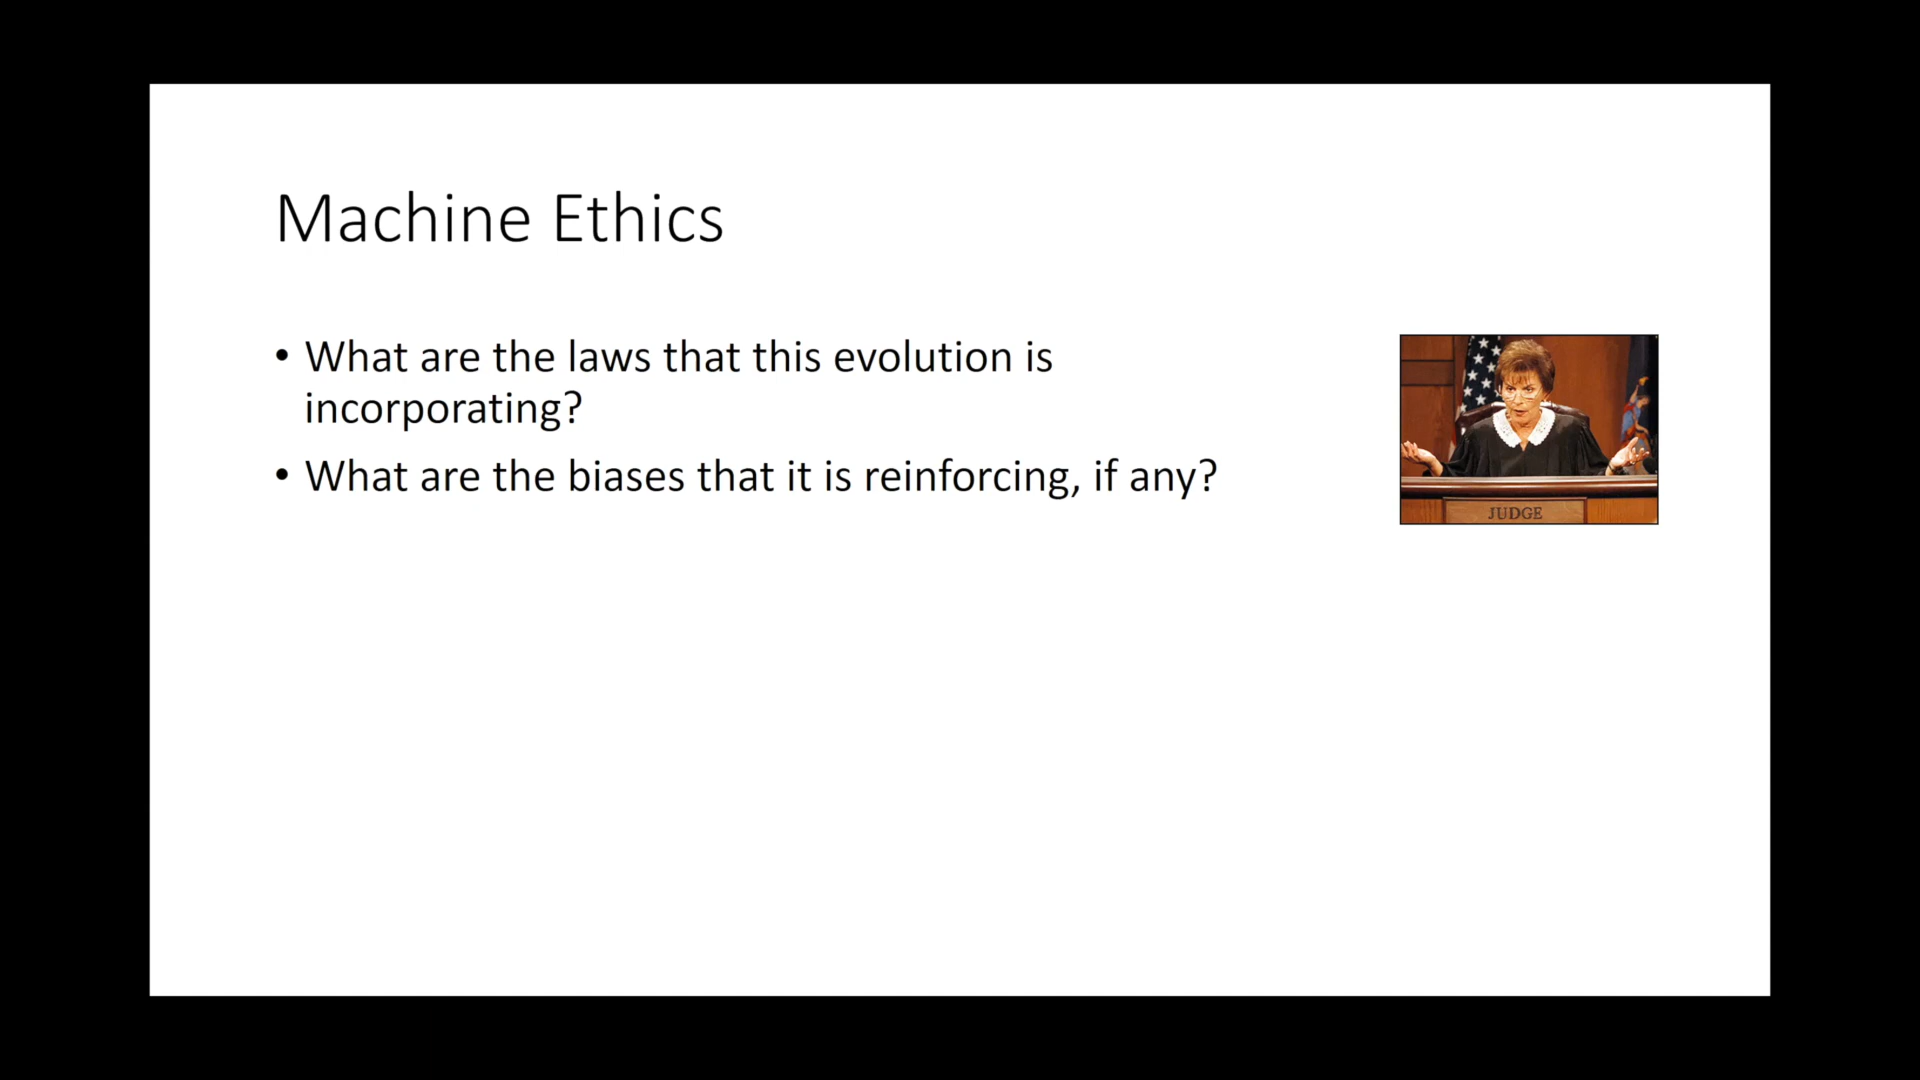 Machine Ethics
• What are the laws that this evolution is
incorporating?
• What are the biases that it is reinforcing, if any?
JUDGE